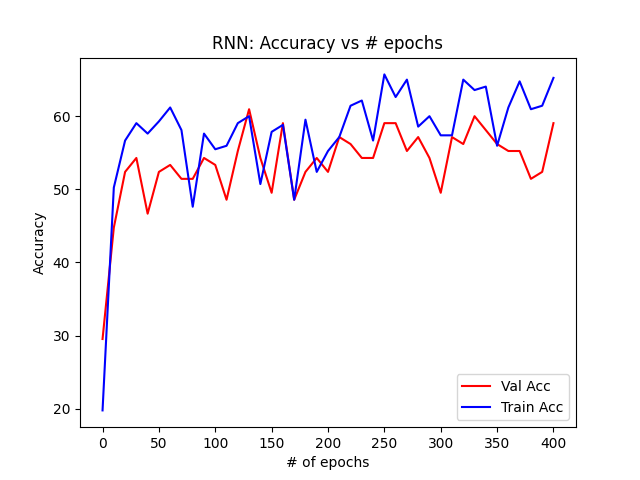 RNN: Accuracy vs # epochs
Accuracy
60
50
40
30
20
0 50 100 150 200 250 300 350 400
# of epochs
Val Acc
Train Acc